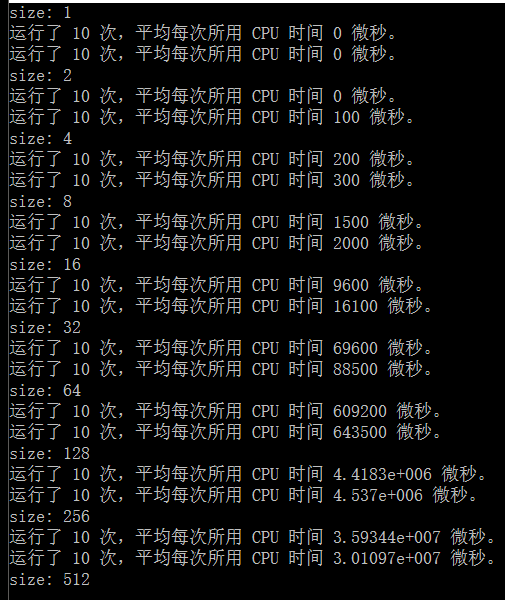 size: 1
运行了 10 次，平均每次所用 CPU 时间 0 微秒。
运行了 10 次，平均每次所用 CPU 时间 0 微秒。
size: 2
运行了 10 次，平均每次所用 CPU 时间 0 微秒。
运行了 10 次，平均每次所用 CPU 时间 100 微秒。
size: 4
运行了 10 次，平均每次所用 CPU 时间 200 微秒。
运行了 10 次，平均每次所用 CPU 时间 300 微秒。
size: 8
运行了 10 次，平均每次所用 CPU 时间 1500 微秒。
运行了 10 次，平均每次所用 CPU 时间 2000 微秒。
size: 16
运行了 10 次，平均每次所用 CPU 时间 9600 微秒。
运行了 10 次，平均每次所用 CPU 时间 16100 微秒。
size: 32
运行了 10 次，平均每次所用 CPU 时间 69600 微秒。
运行了 10 次，平均每次所用 CPU 时间 88500 微秒。
size: 64
运行了 10 次，平均每次所用 CPU 时间 609200 微秒。
运行了 10 次，平均每次所用 CPU 时间 643500 微秒。
size: 128
运行了 10 次，平均每次所用 CPU 时间 4.4183e+006 微秒。
运行了 10 次，平均每次所用 CPU 时间 4.537e+006 微秒。
size: 256
运行了 10 次，平均每次所用 CPU 时间 3.59344e+007 微秒。
运行了 10 次，平均每次所用 CPU 时间 3.01097e+007 微秒。
size: 512